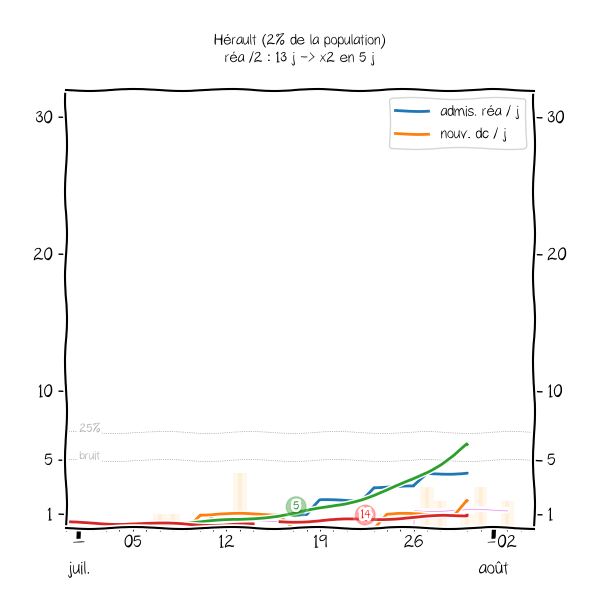 Hérault (2% de la population)
réa /2 : 13 j -> x2 en 5 j
admis. réa / j
nouv. dc / j
30 30
20 20
10 10
25%
5 bruit 5
5
14
1 1
05 12 19 26 02
juil. août